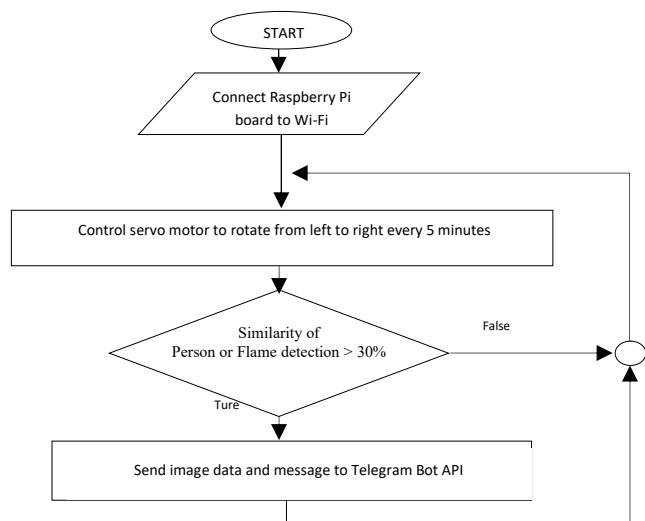 START
Connect Raspberry Pi
board to Wi-Fi
Control servo motor to rotate from left to right every 5 minutes
Similarity of
Person or Flame detection > 30%
False
Ture
Send image data and message to Telegram Bot API